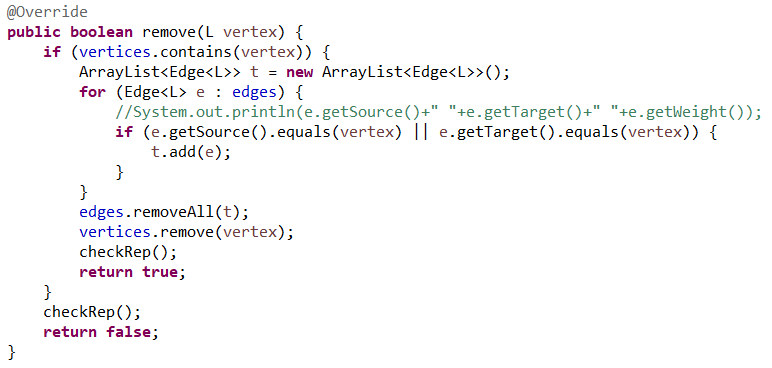 @Override
public boolean remove(L vertex) {
    if (vertices.contains(vertex)) {
        ArrayList<Edge<L>> t = new ArrayList<Edge<L>>();
        for (Edge<L> e : edges) {
            //System.out.println(e.getSource()+" "+e.getTarget()+" "+e.getWeight());
            if (e.getSource().equals(vertex) || e.getTarget().equals(vertex)) {
                t.add(e);
            }
        }
        edges.removeAll(t);
        vertices.remove(vertex);
        checkRep();
        return true;
    }
    checkRep();
    return false;
}